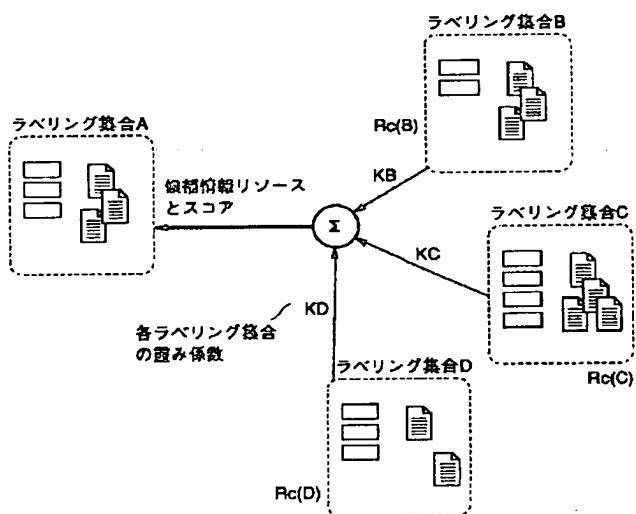 ラベリング集合B
Rc(B)
ラベリング集合A
KB
候補情報リソース
とスコア
Σ
ラベリング集合C
KC
KD
各ラベリング集合
の重み係数
ラベリング集合D
Rc(C)
Rc(D)